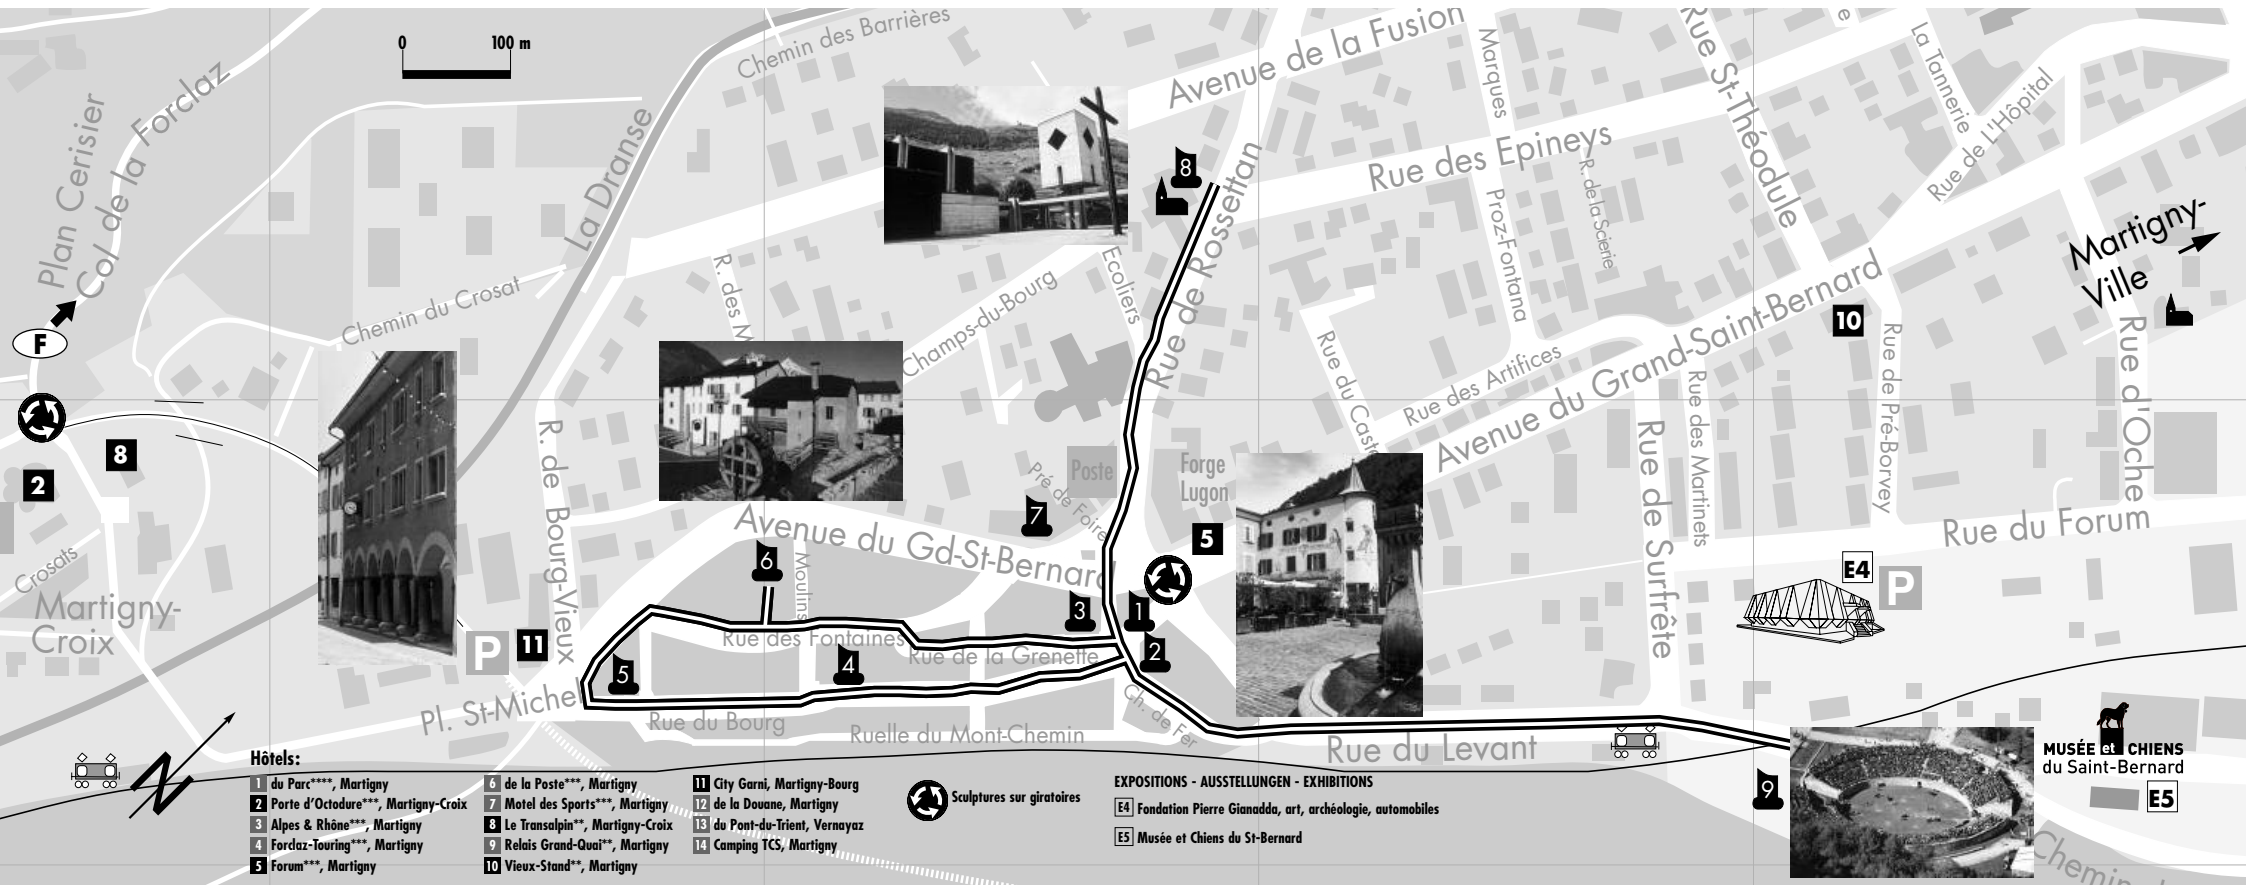 0 100 m
Chemin des Barrières
Avenue de la Fusion
Marques
Rue St-Théodule
La Tannerie
Rue de L'Hôpital
Plan Cerisier
Col de la Forclaz
La Dranse
Rue des Epineys
R. de la Scierie
Proz-Fontana
8
Rue de Rossettan
Ecoliers
Martigny-
Ville
Chemin du Crosat
R. des M
Champs-du-Bourg
F
Rue du Caste
Rue des Artifices
Avenue du Grand-Saint-Bernard
10
Rue de Pré-Borvey
Rue d'Oche
Rue des Martinets
Rue de Surfrête
8
2
R. de Bourg-Vieux
Poste
Forge
Lugon
Pré de Foire
7
Avenue du Gd-St-Bernard
5
Rue du Forum
Crosats
Martigny-
Croix
6
Moulins
E4
P
3
1
2
Rue des Fontaines
Rue de la Grenette
P
11
5
4
Pl. St-Michel
Rue du Bourg
Ruelle du Mont-Chemin
Ch. de Fer
Rue du Levant
N
9
MUSÉE et CHIENS
du Saint-Bernard
E5
Chemin d
Hôtels:
1 du Parc****, Martigny
2 Porte d'Octodure***, Martigny-Croix
3 Alpes & Rhône***, Martigny
4 Forclaz-Touring***, Martigny
5 Forum***, Martigny
6 de la Poste***, Martigny
7 Motel des Sports***, Martigny
8 Le Transalpin**, Martigny-Croix
9 Relais Grand-Quai**, Martigny
10 Vieux-Stand**, Martigny
11 City Garni, Martigny-Bourg
12 de la Douane, Martigny
13 du Pont-du-Trient, Vernayaz
14 Camping TCS, Martigny
Sculptures sur giratoires
EXPOSITIONS - AUSSTELLUNGEN - EXHIBITIONS
E4 Fondation Pierre Gianadda, art, archéologie, automobiles
E5 Musée et Chiens du St-Bernard